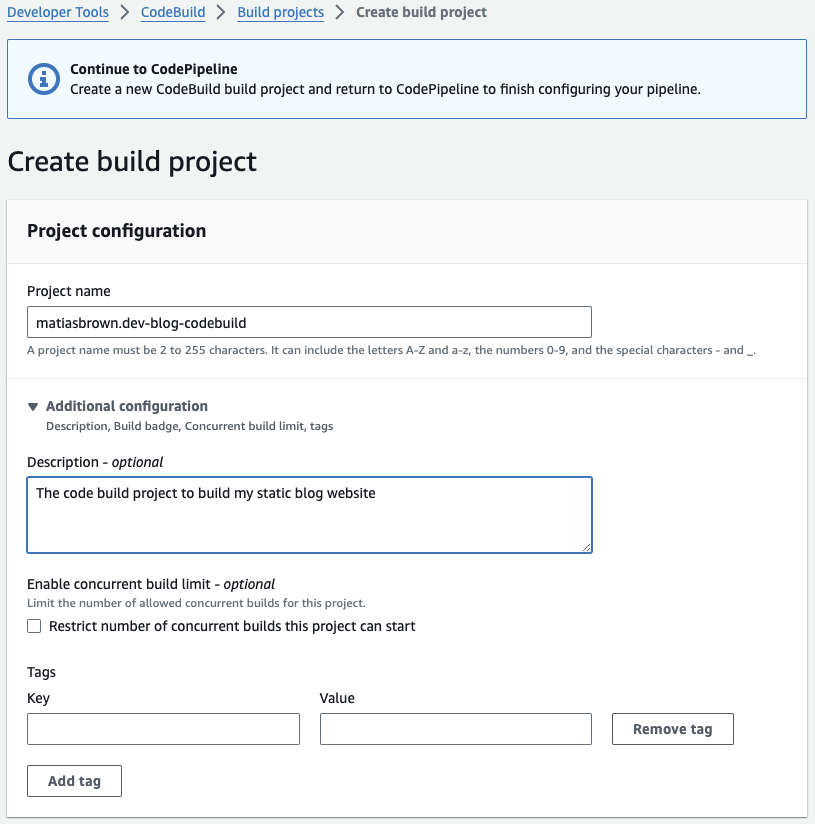 Developer Tools > CodeBuild > Build projects > Create build project
Continue to CodePipeline
Create a new CodeBuild build project and return to CodePipeline to finish configuring your pipeline.
Create build project
Project configuration
Project name
matiasbrown.dev-blog-codebuild
A project name must be 2 to 255 characters. It can include the letters A-Z and a-z, the numbers 0-9, and the special characters - and _.
Additional configuration
Description, Build badge, Concurrent build limit, tags
Description - optional
The code build project to build my static blog website
Enable concurrent build limit - optional
Limit the number of allowed concurrent builds for this project.
Restrict number of concurrent builds this project can start
Tags
Key Value
Remove tag
Add tag